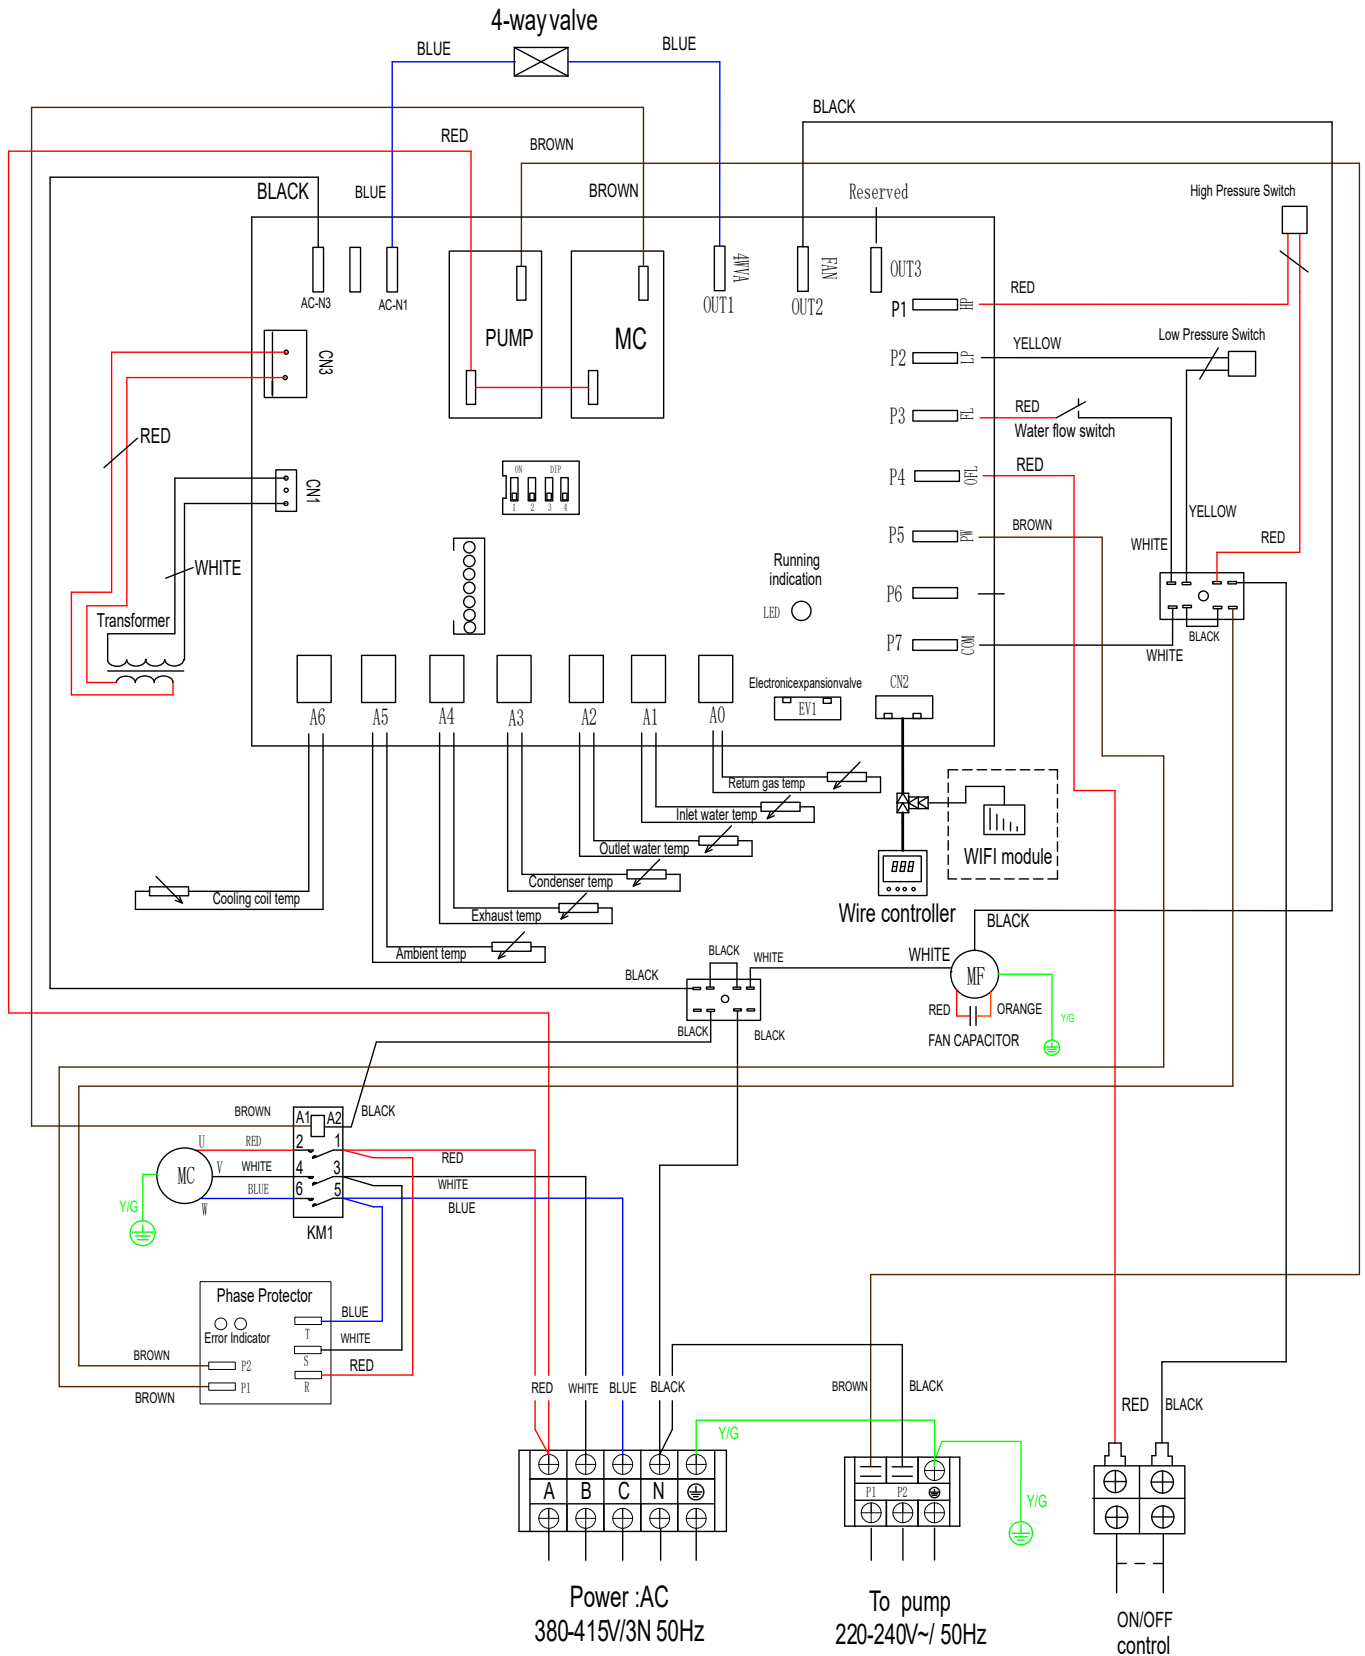 4-way valve
BLUE
BLUE
BLACK
RED
BROWN
BLACK
BLUE
BROWN
Reserved
High Pressure Switch
AC-N3
AC-N1
PUMP
MC
4WVA
OUT1
FAN
OUT2
OUT3
P1
HP
RED
Low Pressure Switch
P2
LP
YELLOW
CN3
P3
FL
RED
Water flow switch
RED
P4
OFL
RED
ON
DIP
1
2
3
4
CN1
YELLOW
P5
PW
BROWN
WHITE
RED
WHITE
Running
indication
LED
P6
Transformer
P7
COM
BLACK
WHITE
A6
A5
A4
A3
A2
A1
A0
Electronicexpansionvalve
EV1
CN2
Return gas temp
Inlet water temp
Outlet water temp
Condenser temp
Cooling coil temp
Exhaust temp
Ambient temp
888
WIFI module
Wire controller
BLACK
BLACK
WHITE
WHITE
MF
BLACK
RED
ORANGE
Y/G
FAN CAPACITOR
BLACK
BLACK
BROWN
A1
A2
BLACK
U
RED
2
1
RED
MC
V
WHITE
4
3
WHITE
W
BLUE
6
5
BLUE
Y/G
KM1
Phase Protector
Error Indicator
T
BLUE
S
WHITE
R
RED
BROWN
P2
BROWN
P1
RED
WHITE
BLUE
BLACK
BROWN
BLACK
RED
BLACK
Y/G
A
B
C
N
P1
P2
Y/G
Power :AC
380-415V/3N 50Hz
To pump
220-240V~/ 50Hz
ON/OFF
control